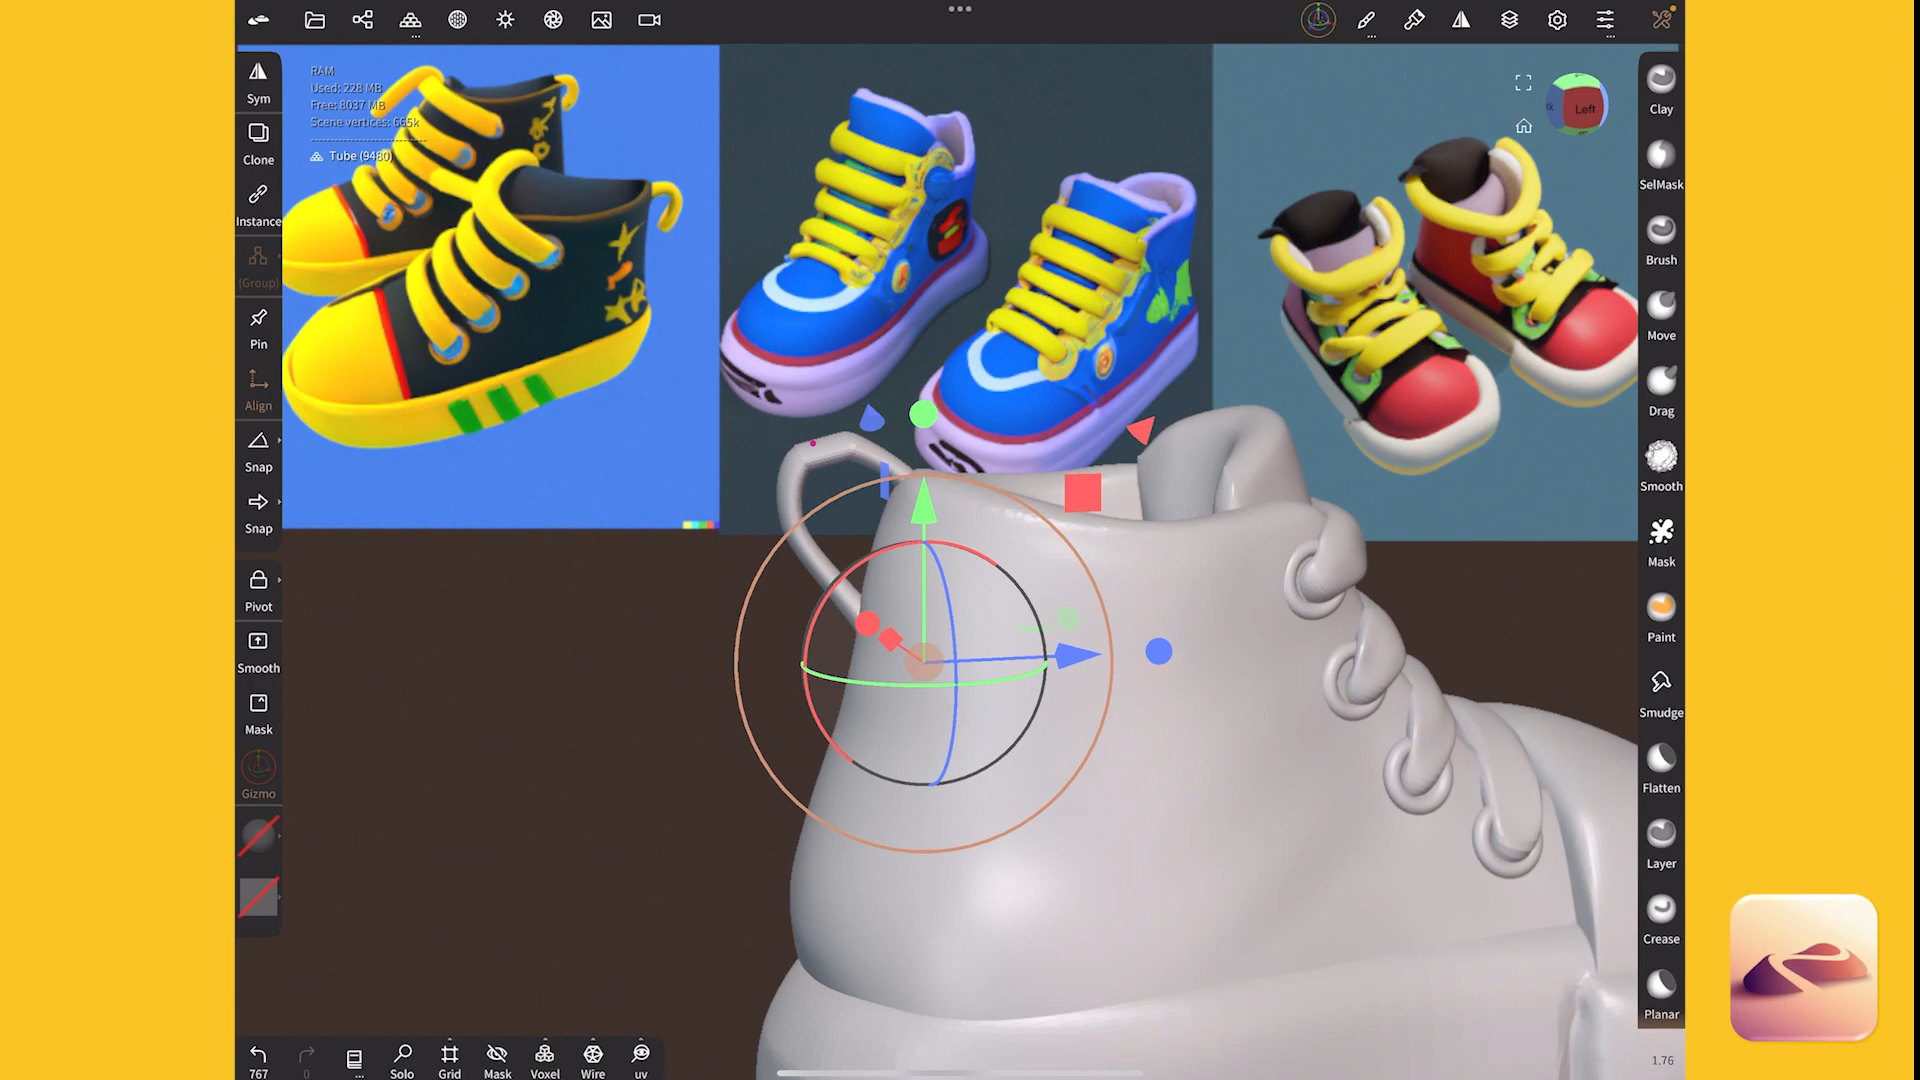 RAM
Used: 228 MB
Free: 8037 MB
Scene vertices: 665k
Tube (9480)
Left
Sym
Clone
Instance
(Group)
Pin
Align
Snap
Snap
Pivot
Smooth
Mask
Gizmo
Clay
SelMask
Brush
Move
Drag
Smooth
Mask
Paint
Smudge
Flatten
Layer
Crease
Planar
1.76
767
0
...
Solo
Grid
Mask
Voxel
Wire
uv